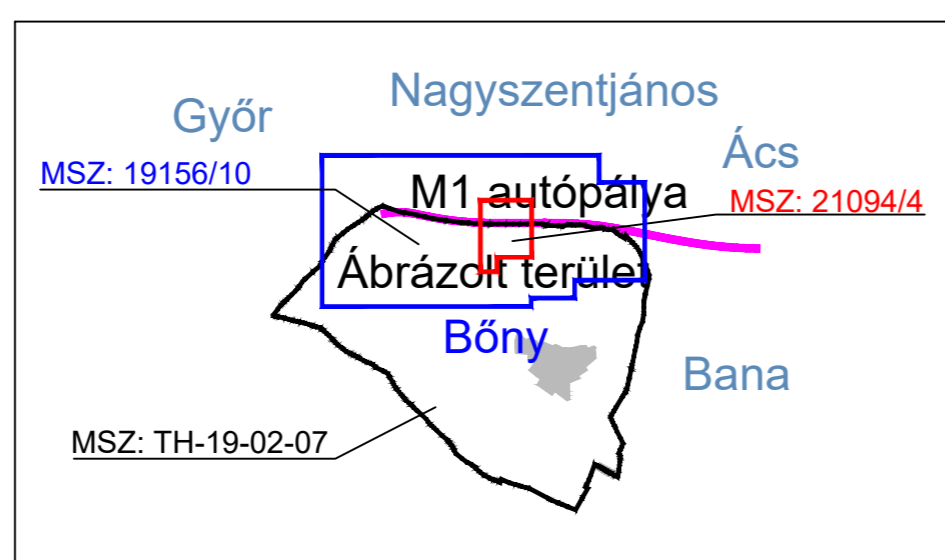 Nagyszentjános
Győr
Ács
MSZ: 19156/10
M1 autópálya
MSZ: 21094/4
Ábrázolt terület
Bőny
Bana
MSZ: TH-19-02-07